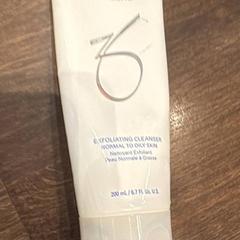 EXFOLIATING CLEANSER
NORMAL TO OILY SKIN
Nettoyant Exfoliant
Peau Normale à Grasse
200 mL / 6.7 Fl. Oz. U.S.